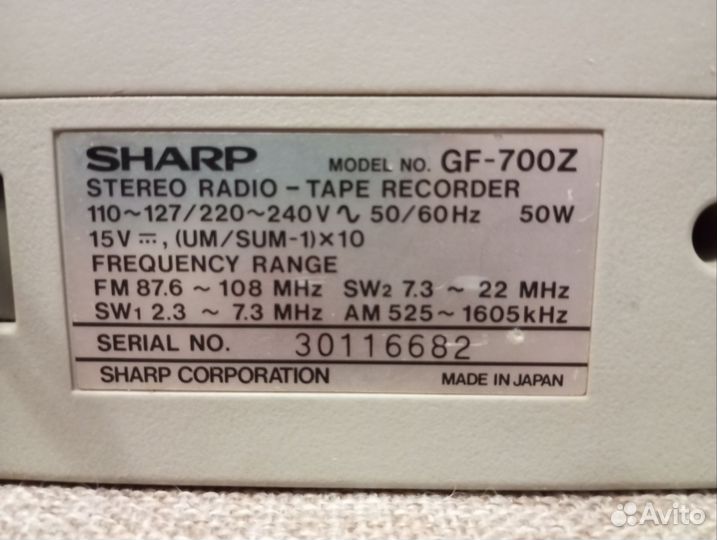 SHARP MODEL NO. GF-700Z
STEREO RADIO – TAPE RECORDER
110~127/220~240V ∿ 50/60Hz 50W
15V ⎓, (UM/SUM-1)×10
FREQUENCY RANGE
FM 87.6 ~ 108 MHz SW₂ 7.3 ~ 22 MHz
SW₁ 2.3 ~ 7.3 MHz AM 525~1605kHz
SERIAL NO. 30116682
SHARP CORPORATION MADE IN JAPAN
Avito